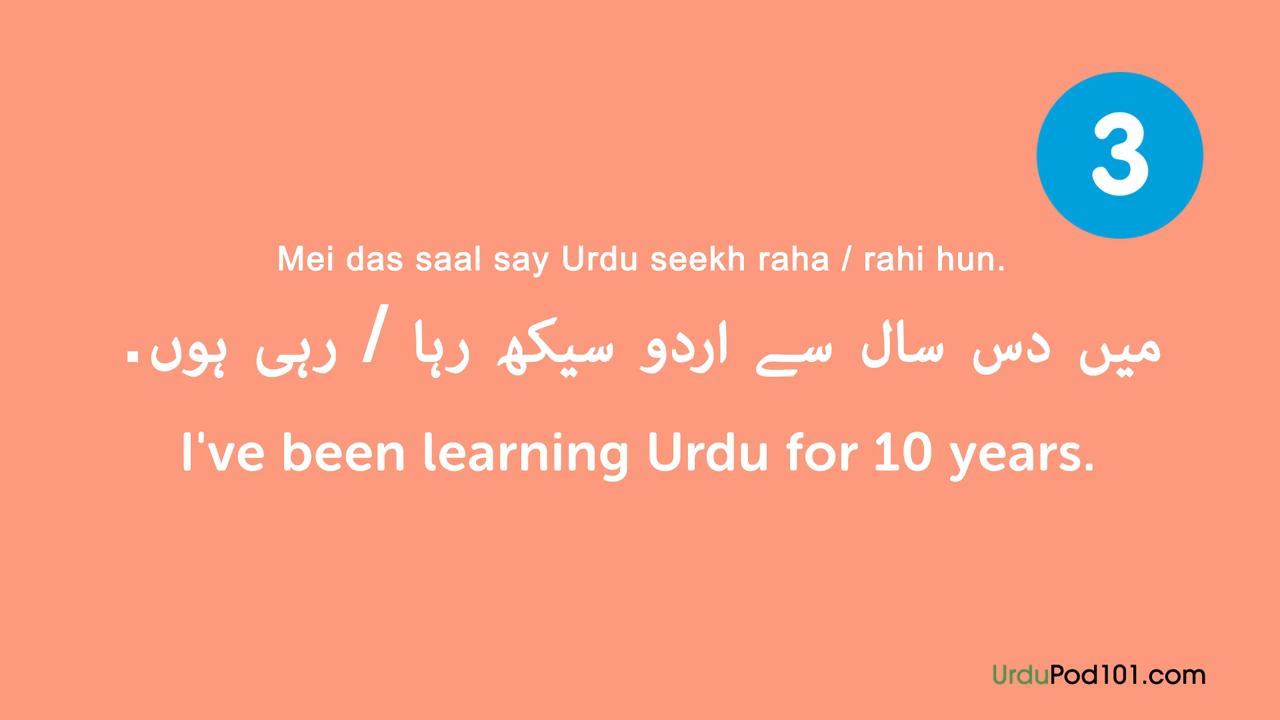 3
Mei das saal say Urdu seekh raha / rahi hun.
میں دس سال سے اردو سیکھ رہا / رہی ہوں.
I've been learning Urdu for 10 years.
UrduPod101.com